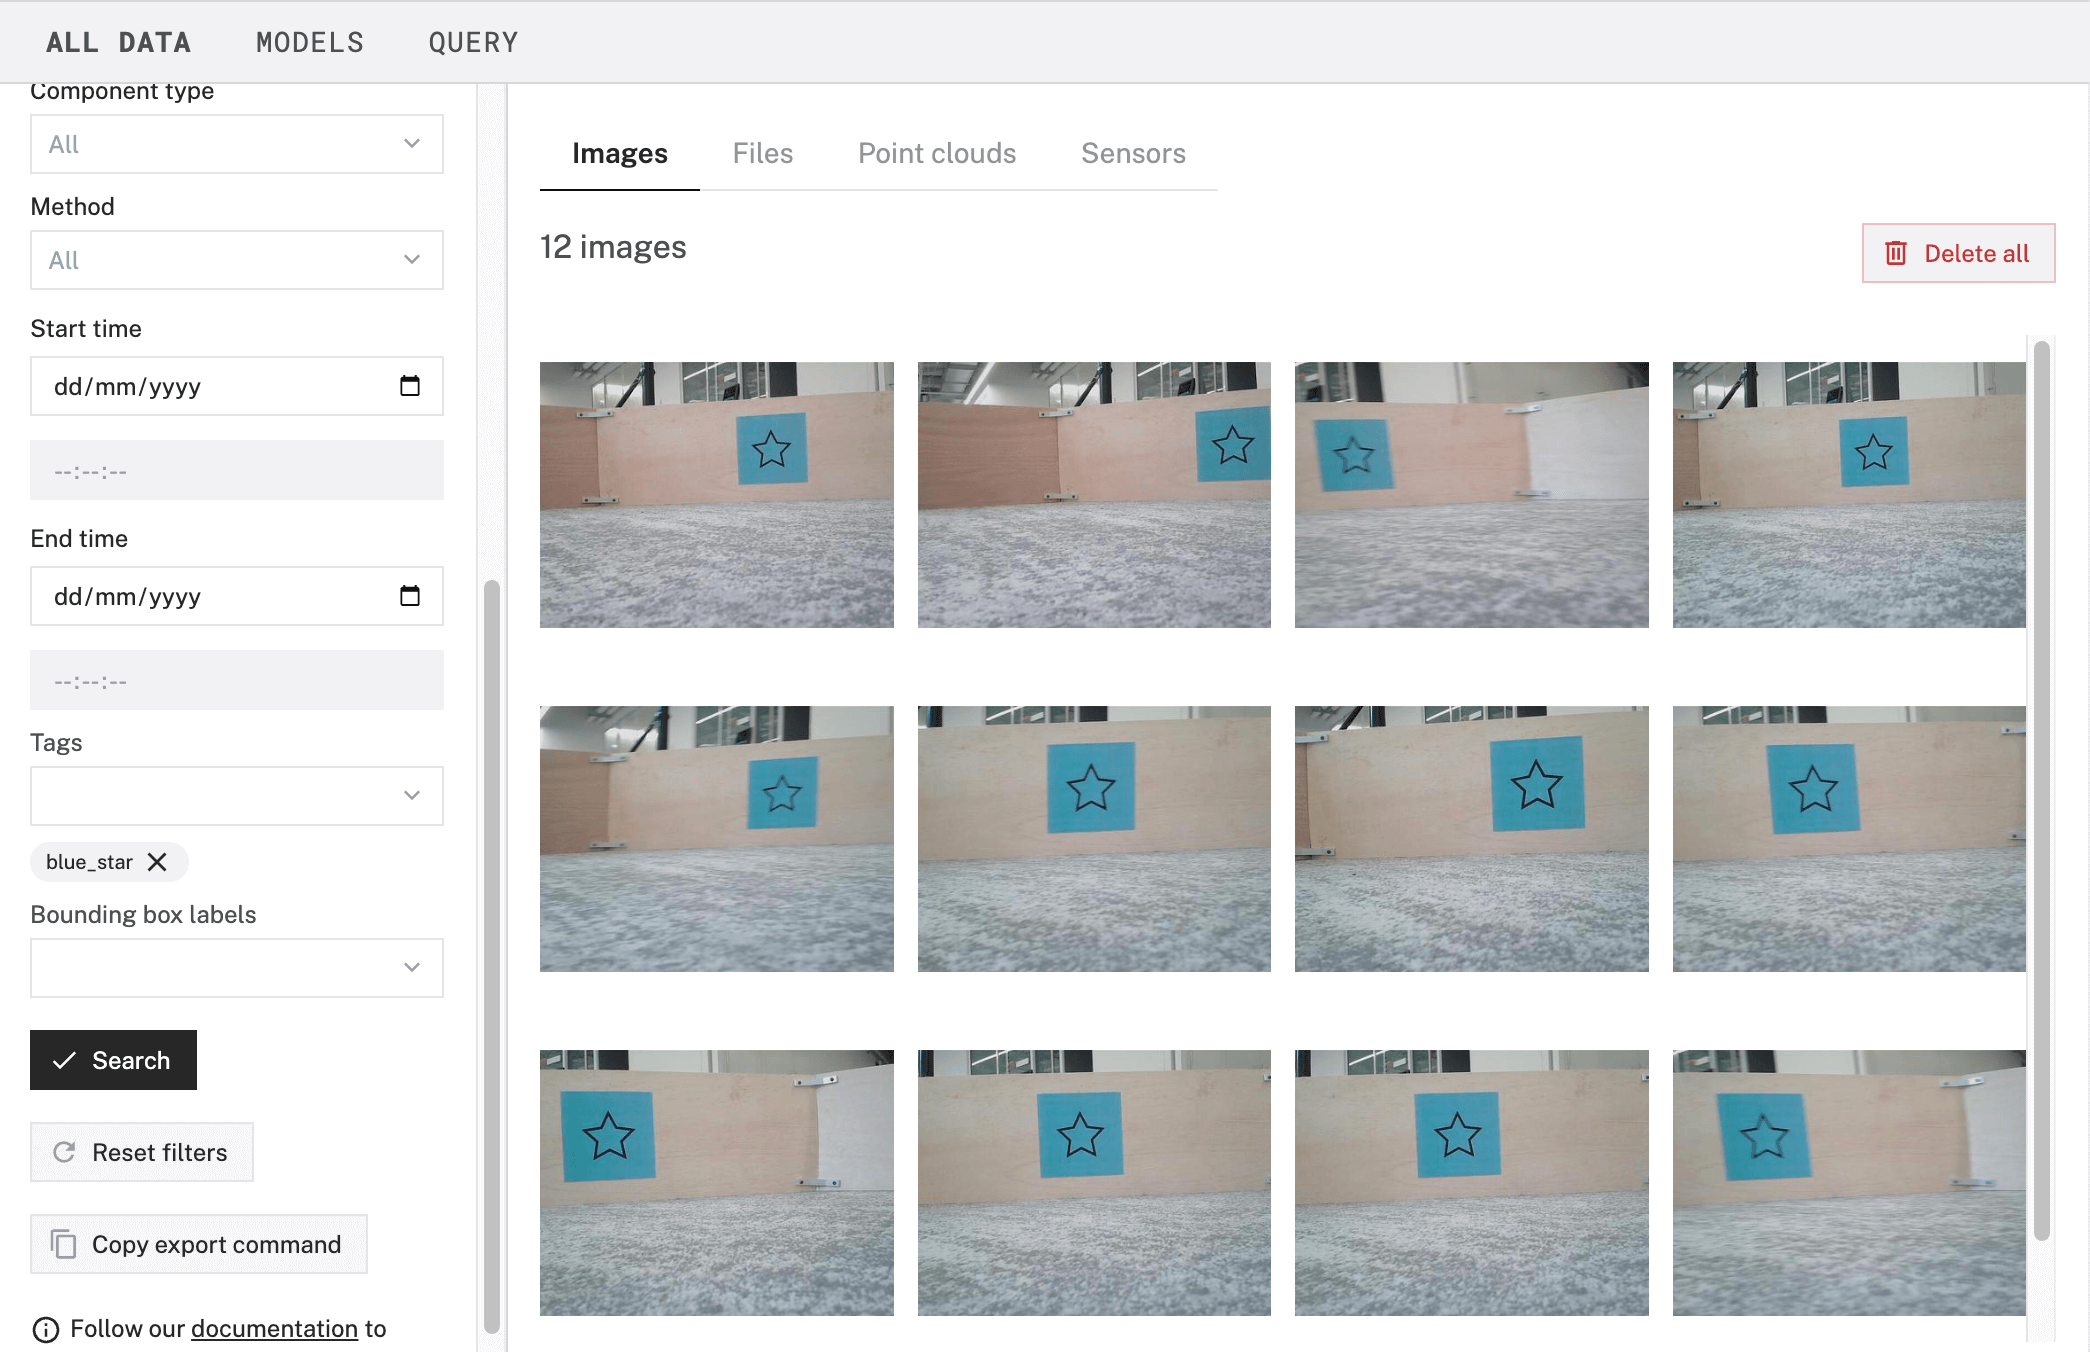 ALL DATA MODELS QUERY
Component type
All
Method
All
Start time
dd/mm/yyyy
--:--:--
End time
dd/mm/yyyy
--:--:--
Tags
blue_star
Bounding box labels
Search
Reset filters
Copy export command
Follow our documentation to
Images Files Point clouds Sensors
12 images
Delete all